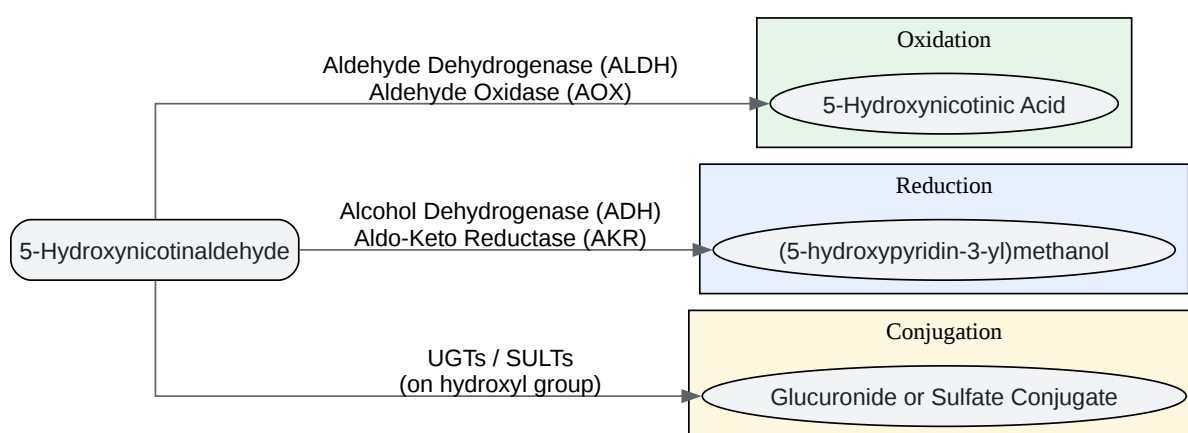 Oxidation
Aldehyde Dehydrogenase (ALDH)
Aldehyde Oxidase (AOX)
5-Hydroxynicotinic Acid
Reduction
Alcohol Dehydrogenase (ADH)
Aldo-Keto Reductase (AKR)
5-Hydroxynicotinaldehyde
(5-hydroxypyridin-3-yl)methanol
Conjugation
UGTs / SULTs
(on hydroxyl group)
Glucuronide or Sulfate Conjugate